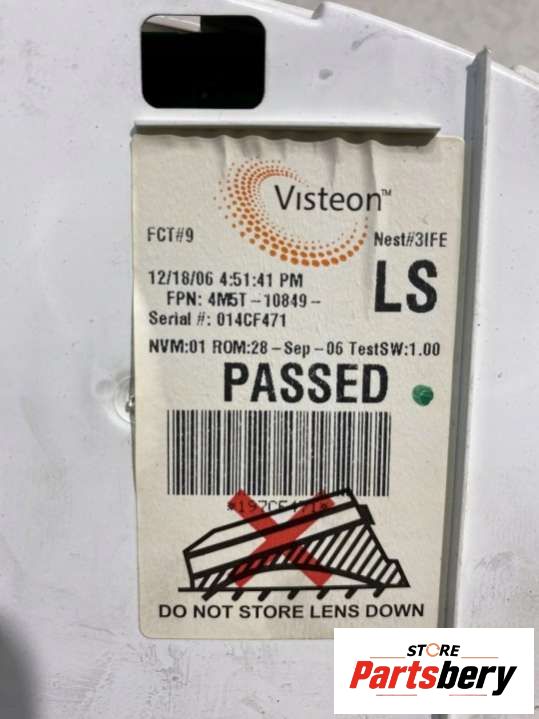 Visteon™
FCT#9
Nest#3IFE
12/18/06 4:51:41 PM
LS
FPN: 4M5T-10849-
Serial #: 014CF471
NVM:01 ROM:28-Sep-06 TestSW:1.00
PASSED
DO NOT STORE LENS DOWN
STORE
Partsbery